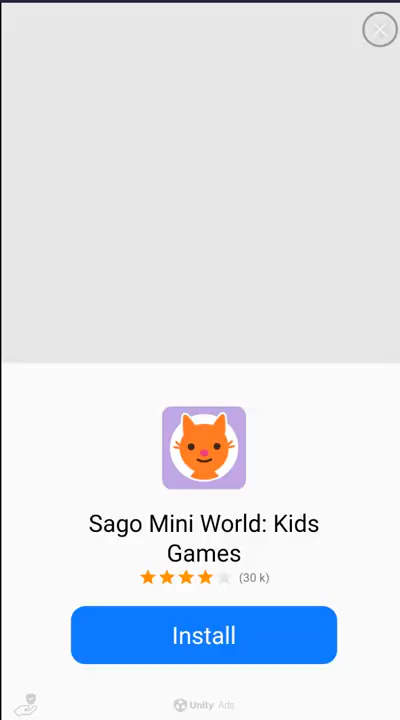 Sago Mini World: Kids
Games
(30 k)
Install
Unity Ads